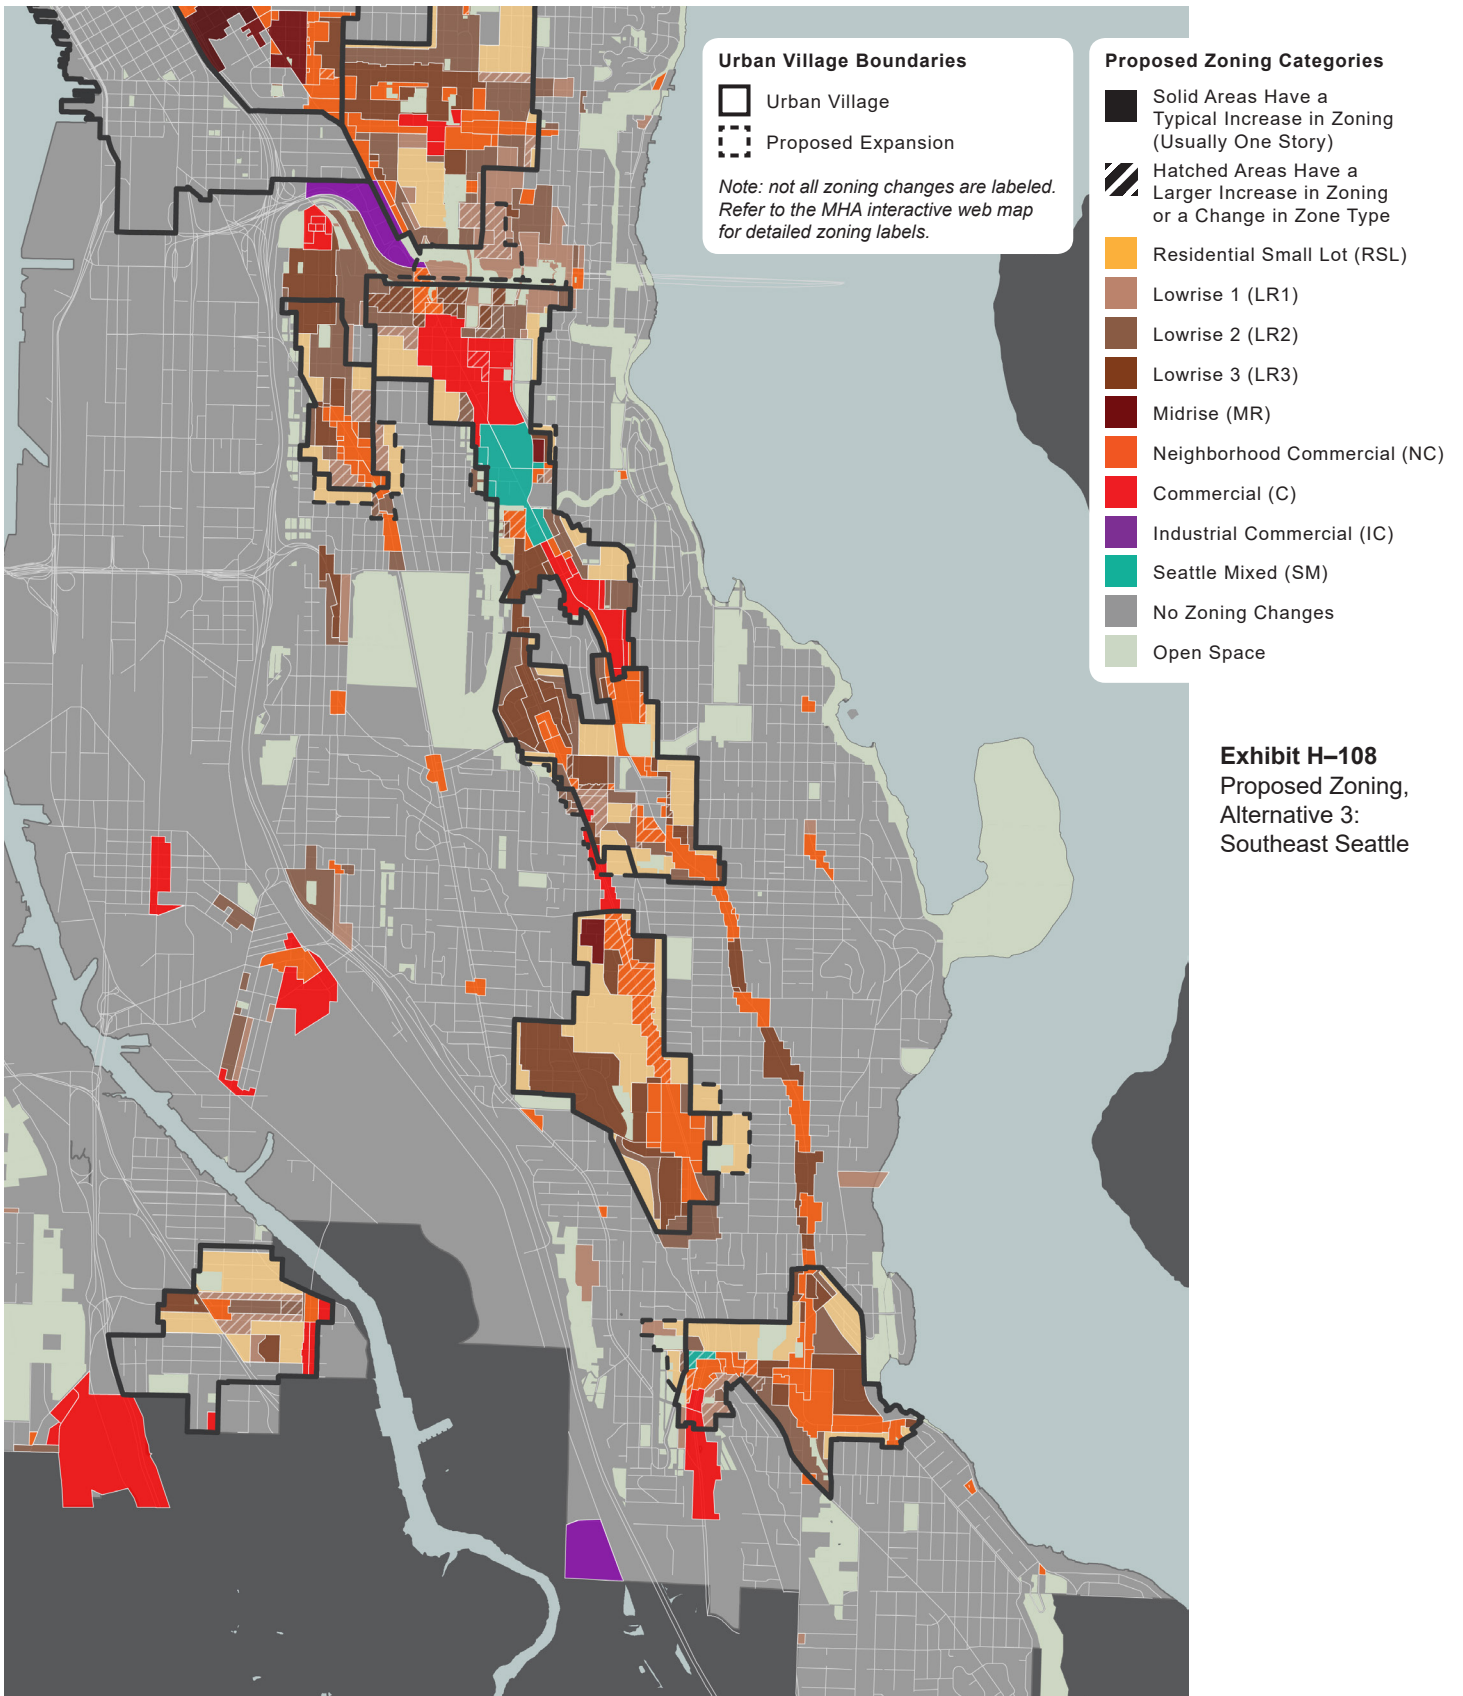 Urban Village Boundaries
Urban Village
Proposed Expansion
Note: not all zoning changes are labeled.
Refer to the MHA interactive web map
for detailed zoning labels.
Proposed Zoning Categories
Solid Areas Have a
Typical Increase in Zoning
(Usually One Story)
Hatched Areas Have a
Larger Increase in Zoning
or a Change in Zone Type
Residential Small Lot (RSL)
Lowrise 1 (LR1)
Lowrise 2 (LR2)
Lowrise 3 (LR3)
Midrise (MR)
Neighborhood Commercial (NC)
Commercial (C)
Industrial Commercial (IC)
Seattle Mixed (SM)
No Zoning Changes
Open Space
Exhibit H–108
Proposed Zoning,
Alternative 3:
Southeast Seattle